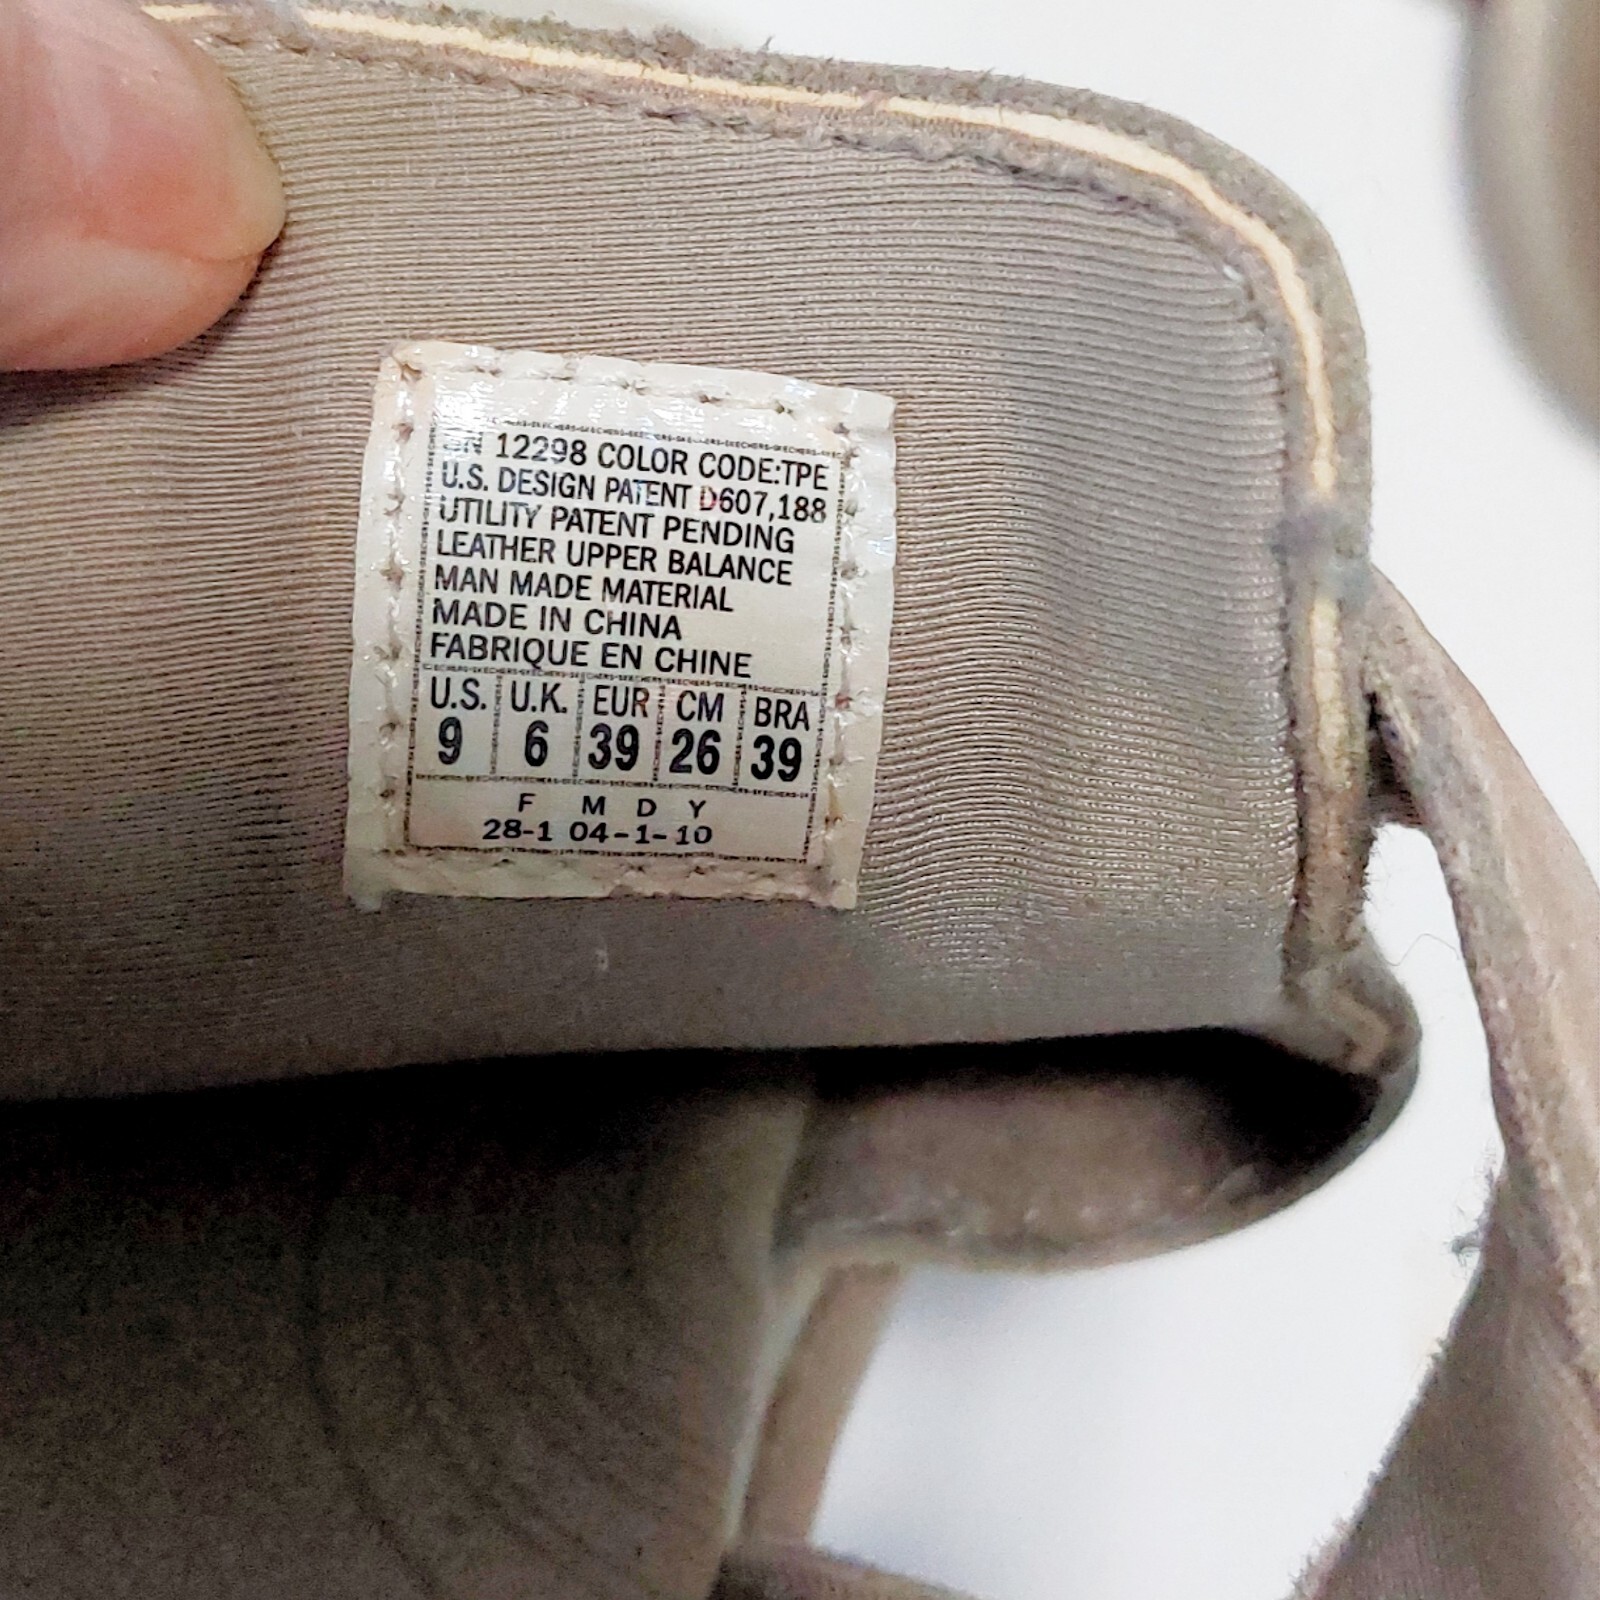 SN 12298 COLOR CODE:TPE
U.S. DESIGN PATENT D607,188
UTILITY PATENT PENDING
LEATHER UPPER BALANCE
MAN MADE MATERIAL
MADE IN CHINA
FABRIQUE EN CHINE
U.S. U.K. EUR CM BRA
9 6 39 26 39
F M D Y
28-1 04-1-10